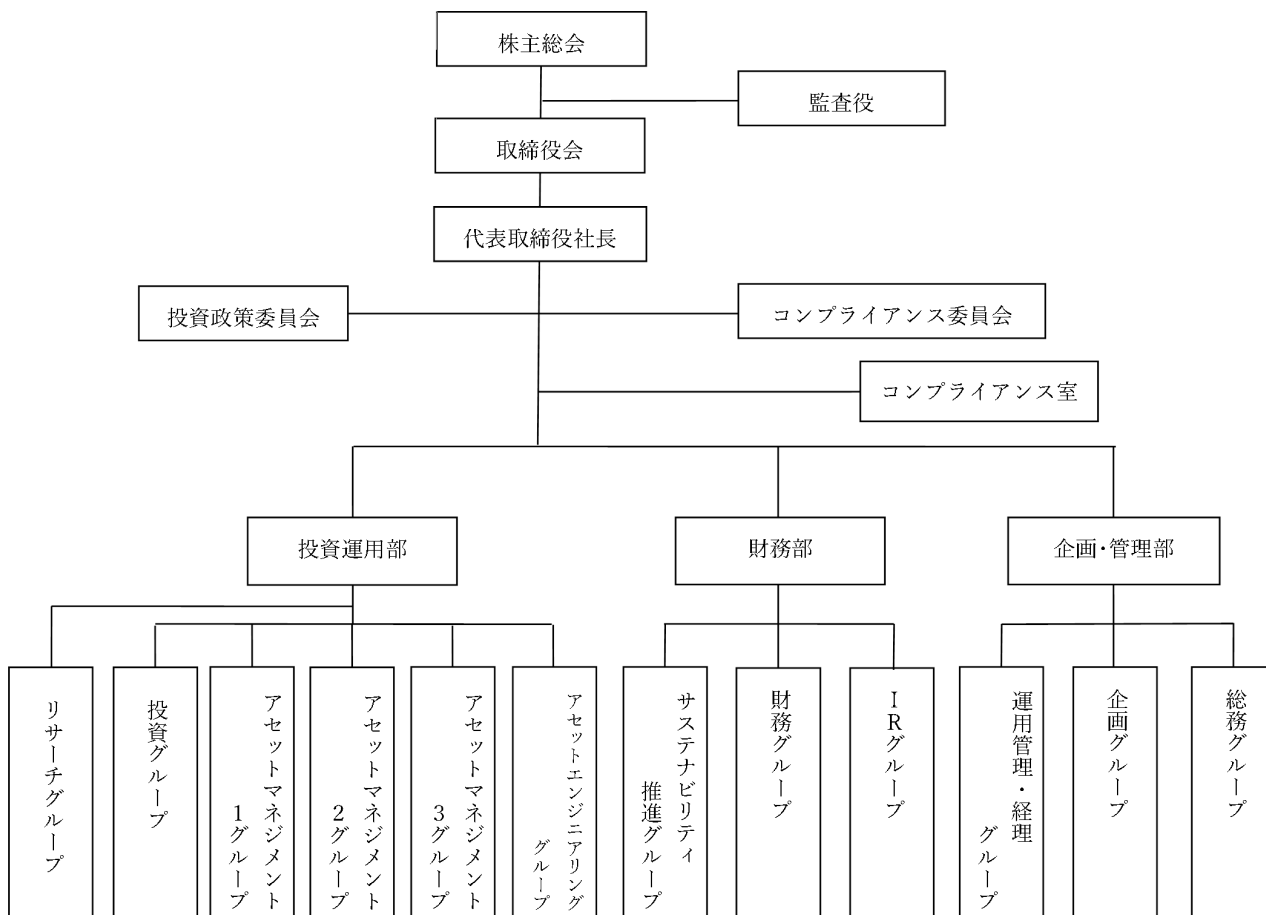 株主総会
監査役
取締役会
代表取締役社長
投資政策委員会
コンプライアンス委員会
コンプライアンス室
投資運用部
財務部
企画・管理部
リサーチグループ
投資グループ
アセットマネジメント
1グループ
アセットマネジメント
2グループ
アセットマネジメント
3グループ
アセットエンジニアリング
グループ
サステナビリティ
推進グループ
財務グループ
IRグループ
運用管理・経理
グループ
企画グループ
総務グループ